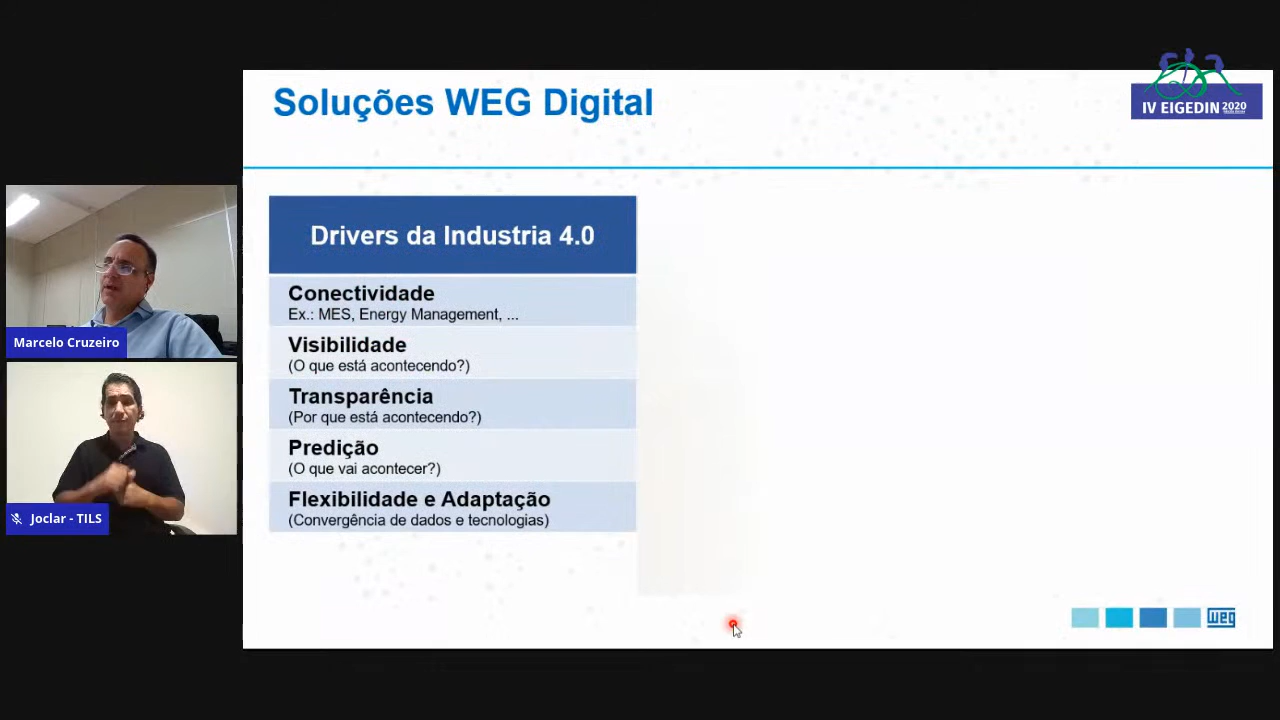 Soluções WEG Digital
IV EIGEDIN 2020
Drivers da Industria 4.0
Conectividade
Ex.: MES, Energy Management, ...
Visibilidade
(O que está acontecendo?)
Transparência
(Por que está acontecendo?)
Predição
(O que vai acontecer?)
Flexibilidade e Adaptação
(Convergência de dados e tecnologias)
Marcelo Cruzeiro
Joclar - TILS
weg